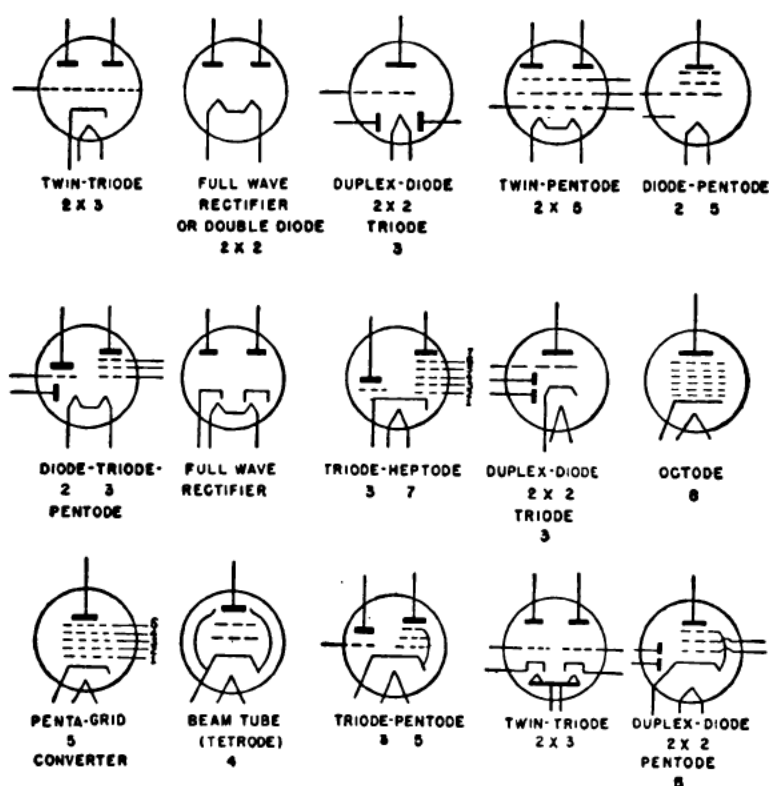 TWIN-TRIODE
2 X 3
FULL WAVE
RECTIFIER
OR DOUBLE DIODE
2 X 2
DUPLEX-DIODE
2 X 2
TRIODE
3
TWIN-PENTODE
2 X 5
DIODE-PENTODE
2 5
DIODE-TRIODE-
2 3
PENTODE
FULL WAVE
RECTIFIER
TRIODE-HEPTODE
3 7
DUPLEX-DIODE
2 X 2
TRIODE
3
OCTODE
8
PENTA-GRID
5
CONVERTER
BEAM TUBE
(TETRODE)
4
TRIODE-PENTODE
3 5
TWIN-TRIODE
2 X 3
DUPLEX-DIODE
2 X 2
PENTODE
5